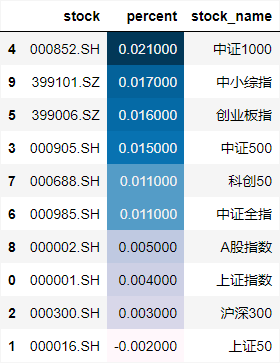 stock percent stock_name
4 000852.SH 0.021000 中证1000
9 399101.SZ 0.017000 中小综指
5 399006.SZ 0.016000 创业板指
3 000905.SH 0.015000 中证500
7 000688.SH 0.011000 科创50
6 000985.SH 0.011000 中证全指
8 000002.SH 0.005000 A股指数
0 000001.SH 0.004000 上证指数
2 000300.SH 0.003000 沪深300
1 000016.SH -0.002000 上证50